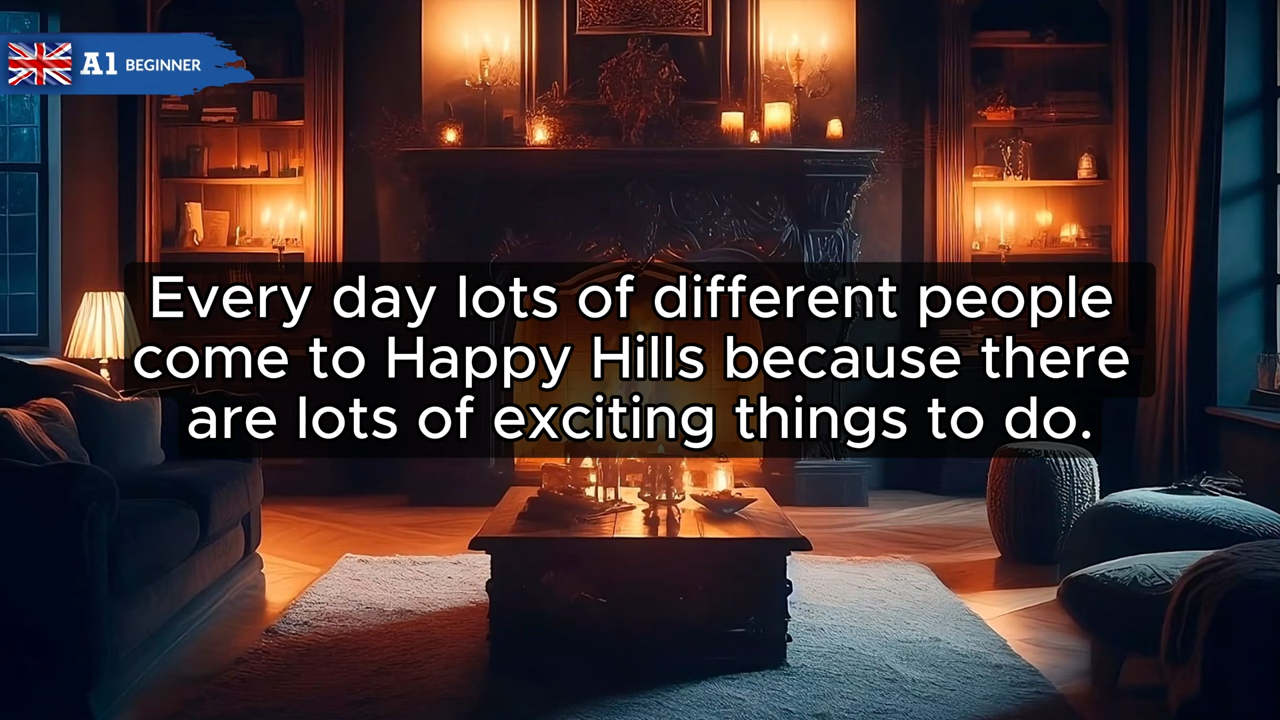 A1 BEGINNER
Every day lots of different people
come to Happy Hills because there
are lots of exciting things to do.